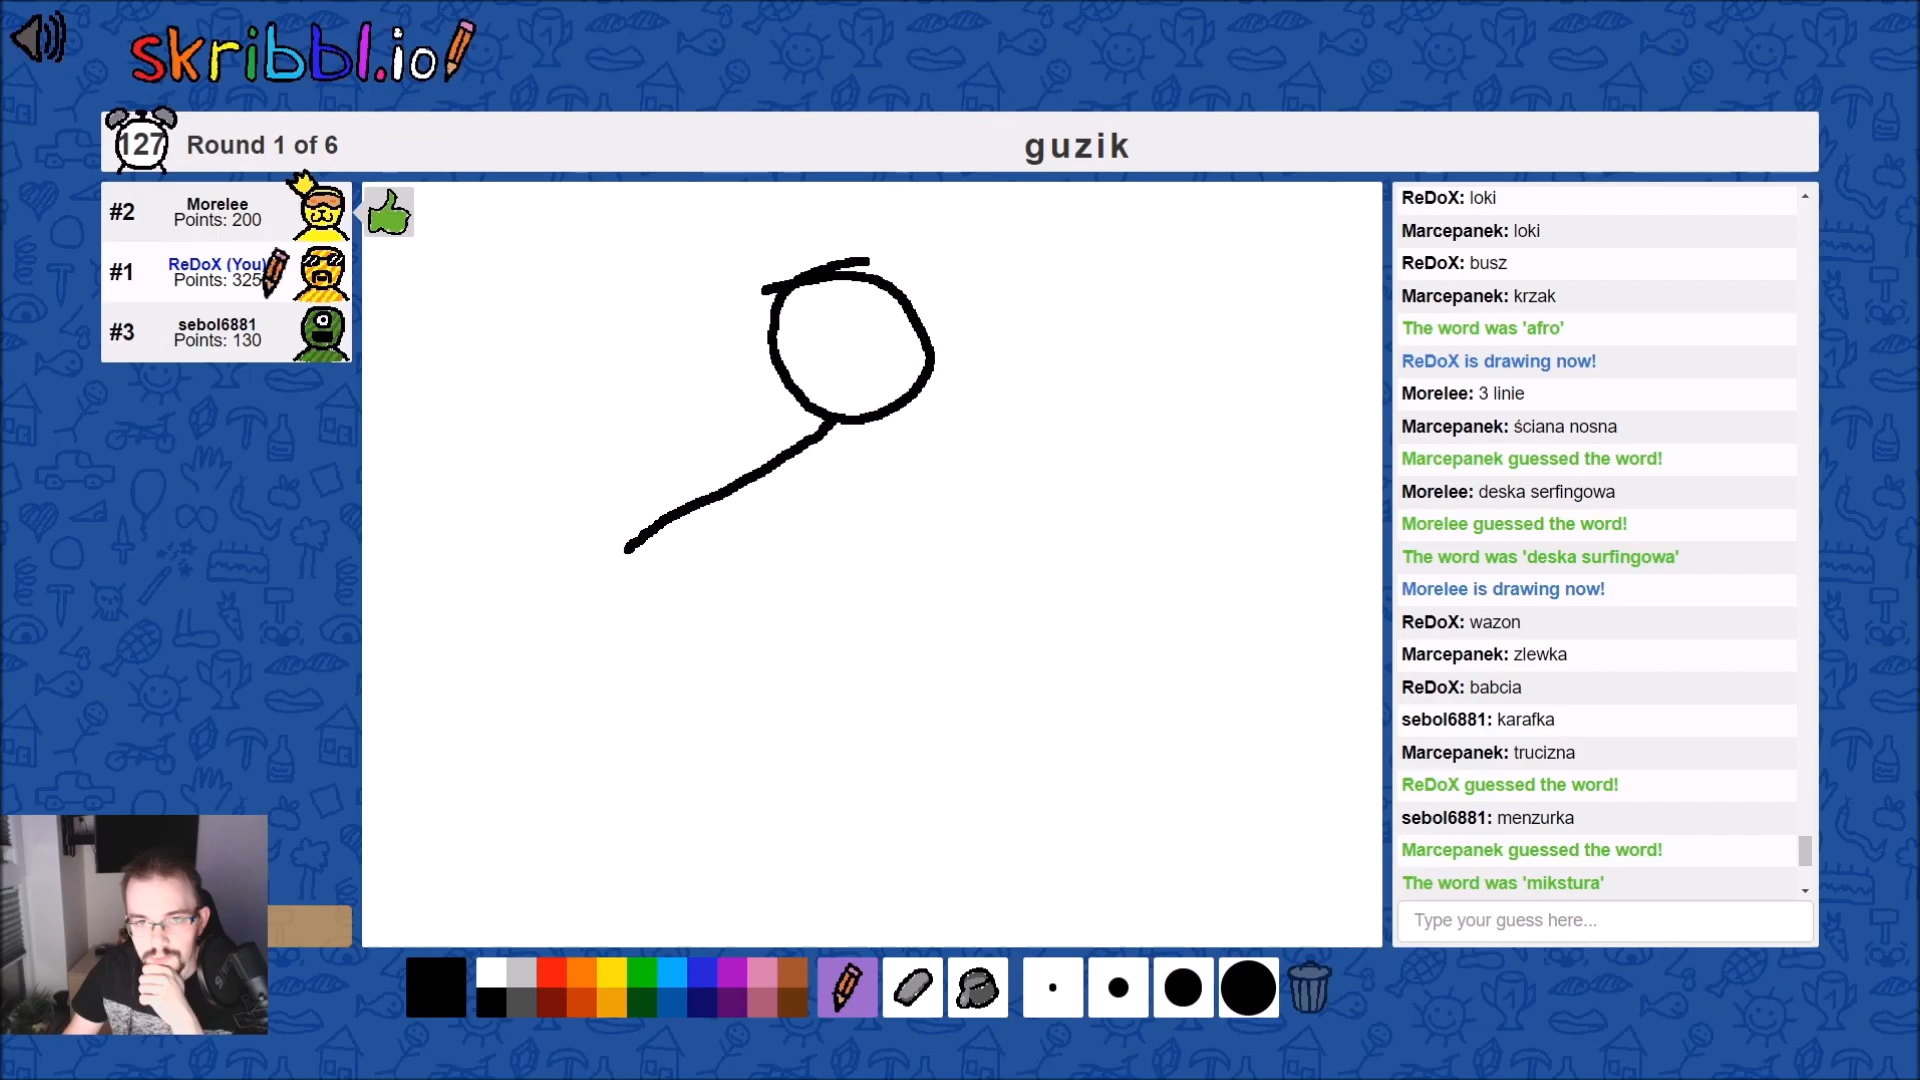 skribbl.io
127
Round 1 of 6
guzik
#2
Morelee
Points: 200
#1
ReDoX (You)
Points: 325
#3
sebol6881
Points: 130
ReDoX: loki
Marcepanek: loki
ReDoX: busz
Marcepanek: krzak
The word was 'afro'
ReDoX is drawing now!
Morelee: 3 linie
Marcepanek: ściana nosna
Marcepanek guessed the word!
Morelee: deska serfingowa
Morelee guessed the word!
The word was 'deska surfingowa'
Morelee is drawing now!
ReDoX: wazon
Marcepanek: zlewka
ReDoX: babcia
sebol6881: karafka
Marcepanek: trucizna
ReDoX guessed the word!
sebol6881: menzurka
Marcepanek guessed the word!
The word was 'mikstura'
Type your guess here...